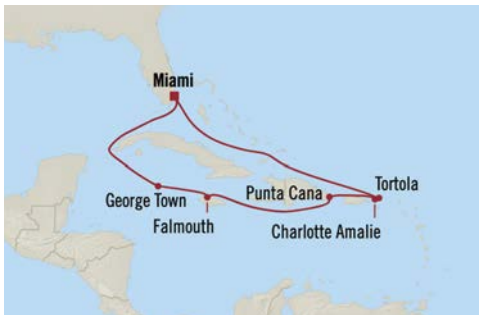 Miami
Tortola
Punta Cana
George Town
Falmouth
Charlotte Amalie